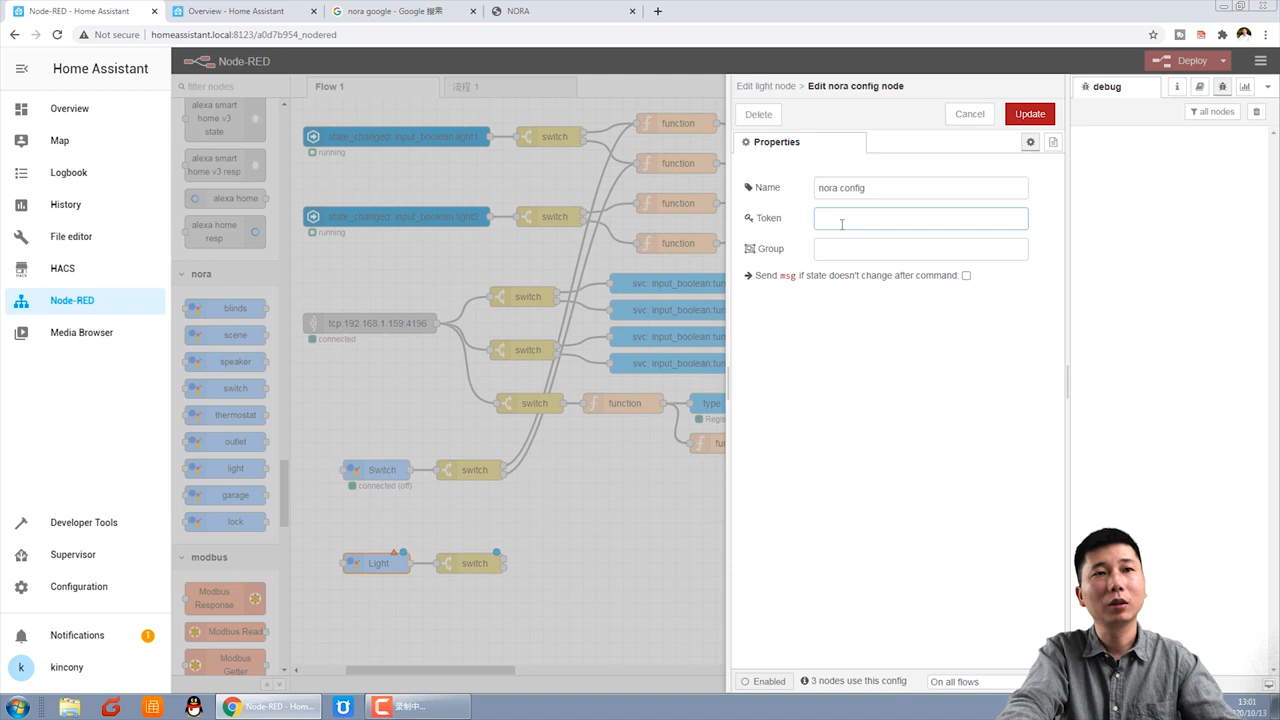 Node-RED - Home Assistant
Overview - Home Assistant
nora google - Google 搜索
NORA
Not secure
homeassistant.local:8123/a0d7b954_nodered
Home Assistant
Overview
Map
Logbook
History
File editor
HACS
Node-RED
Media Browser
Developer Tools
Supervisor
Configuration
Notifications
1
k
kincony
Node-RED
Deploy
filter nodes
alexa smart
home v3
state
alexa smart
home v3 resp
alexa home
alexa home
resp
nora
blinds
scene
speaker
switch
thermostat
outlet
light
garage
lock
modbus
Modbus
Response
Modbus Read
Modbus
Getter
Flow 1
流程 1
state_changed: input_boolean.light1
running
switch
function
function
state_changed: input_boolean.light2
running
switch
function
function
switch
svc: input_boolean.tur
svc: input_boolean.tur
tcp:192.168.1.159:4196
connected
switch
svc: input_boolean.tur
svc: input_boolean.tur
switch
function
type:
Regis
fu
Switch
switch
connected (off)
Light
switch
Edit light node > Edit nora config node
Delete
Cancel
Update
Properties
Name
nora config
Token
Group
Send msg if state doesn't change after command:
Enabled
3 nodes use this config
On all flows
debug
all nodes
Node-RED - Hom...
录制中...
13:01